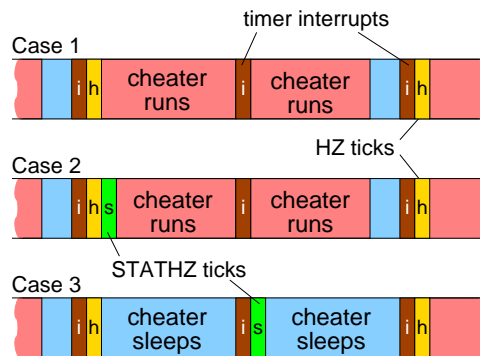 timer interrupts
Case 1
i h cheater runs i cheater runs i h
HZ ticks
Case 2
i h s cheater runs i cheater runs i h
STATHZ ticks
Case 3
i h cheater sleeps i s cheater sleeps i h